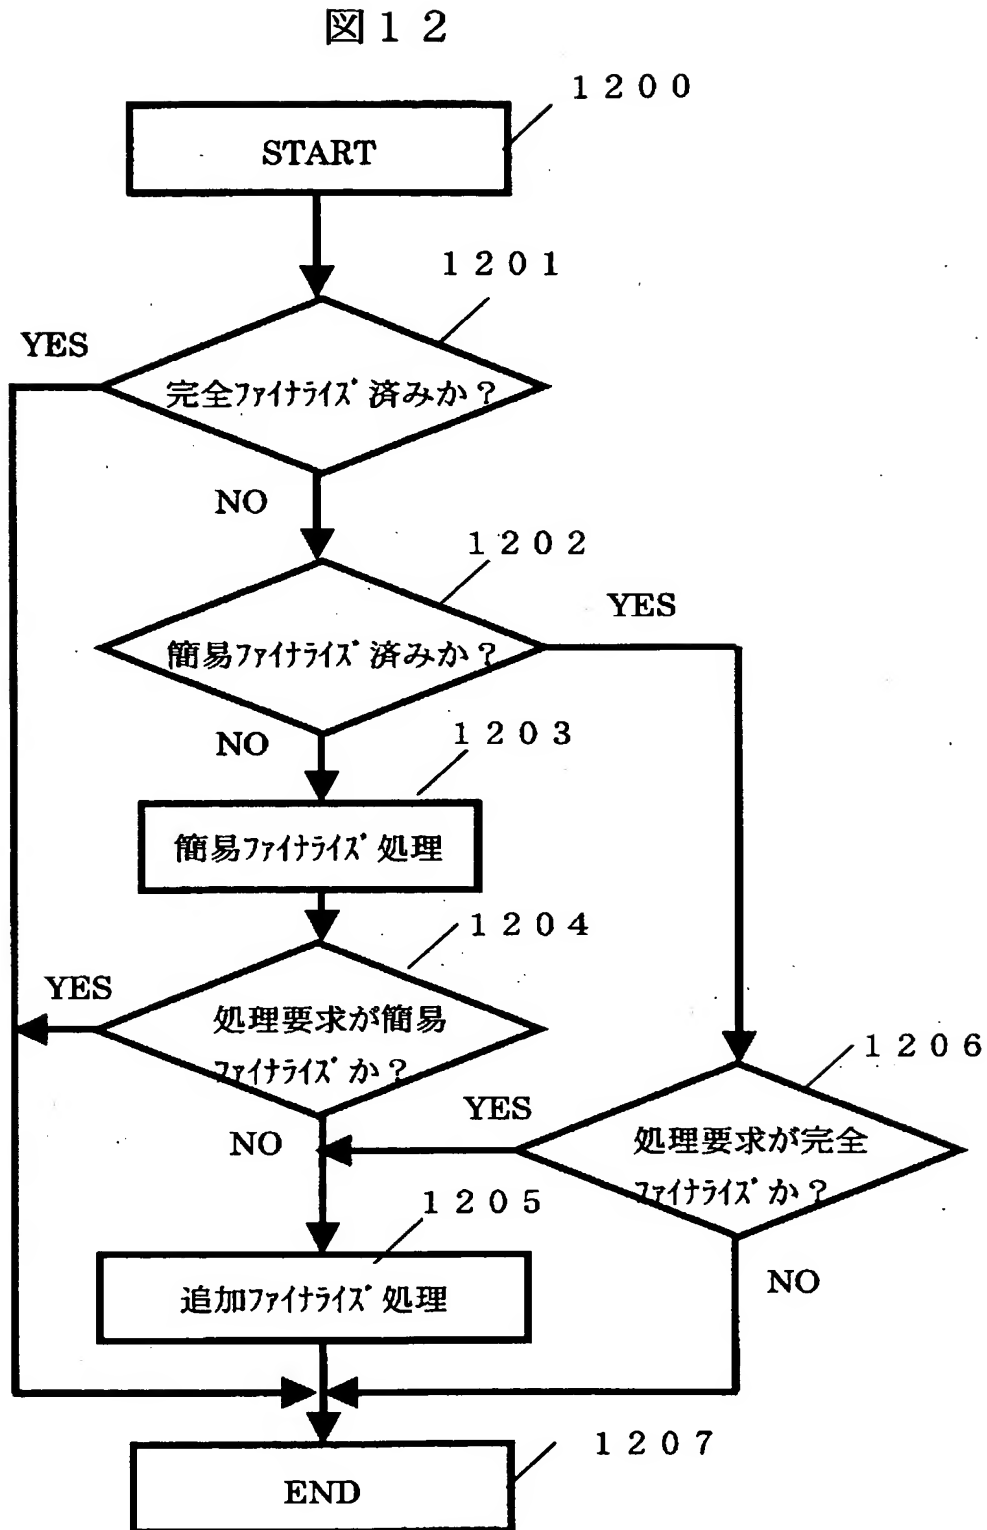 図１２
１２００
START
１２０１
YES
完全ﾌｧｲﾅﾗｲｽﾞ済みか？
NO
１２０２
YES
簡易ﾌｧｲﾅﾗｲｽﾞ済みか？
NO
１２０３
簡易ﾌｧｲﾅﾗｲｽﾞ処理
１２０４
YES
処理要求が簡易
ﾌｧｲﾅﾗｲｽﾞか？
１２０６
YES
NO
処理要求が完全
ﾌｧｲﾅﾗｲｽﾞか？
１２０５
NO
追加ﾌｧｲﾅﾗｲｽﾞ処理
１２０７
END